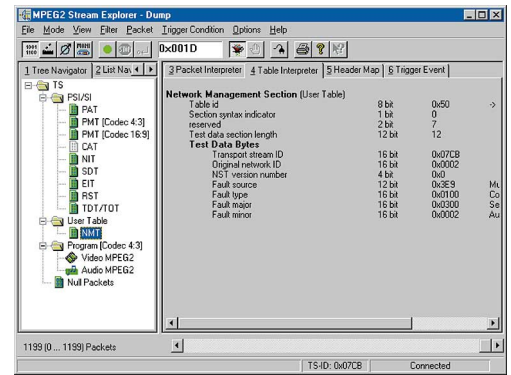 MPEG2 Stream Explorer - Dump
File Mode View Filter Packet Trigger Condition Options Help
0x001D
1 Tree Navigator 2 List Nav
3 Packet Interpreter 4 Table Interpreter 5 Header Map 6 Trigger Event
TS
PSI/SI
PAT
PMT [Codec 4:3]
PMT [Codec 16:9]
CAT
NIT
SDT
EIT
RST
TDT/TOT
User Table
NMT
Program [Codec 4:3]
Video MPEG2
Audio MPEG2
Null Packets
Network Management Section (User Table)
Table id 8 bit 0x50 ->
Section syntax indicator 1 bit 0
reserved 2 bit 7
Test data section length 12 bit 12
Test Data Bytes
Transport stream ID 16 bit 0x07CB
Original network ID 16 bit 0x0002
NST version number 4 bit 0x0
Fault source 12 bit 0x3E9 Mu
Fault type 16 bit 0x0100 Co
Fault major 16 bit 0x0300 Se
Fault minor 16 bit 0x0002 Au
1199 (0 ... 1199) Packets
TS-ID: 0x07CB Connected